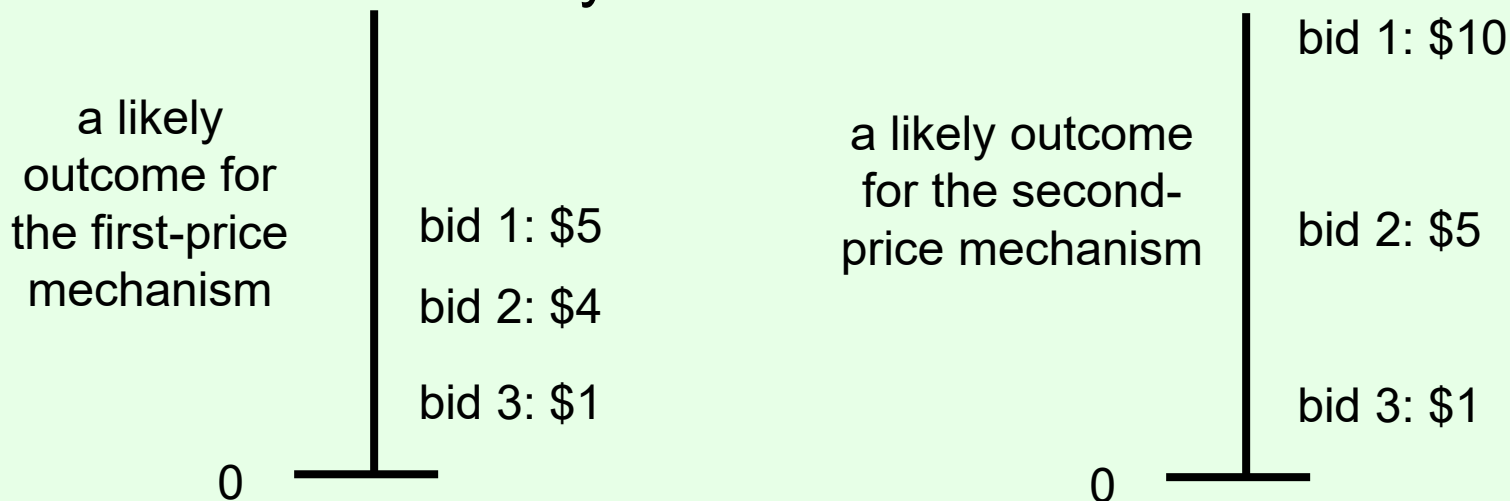 a likely
outcome for
the first-price
mechanism
bid 1: $5
bid 2: $4
bid 3: $1
0
a likely outcome
for the second-
price mechanism
bid 1: $10
bid 2: $5
bid 3: $1
0